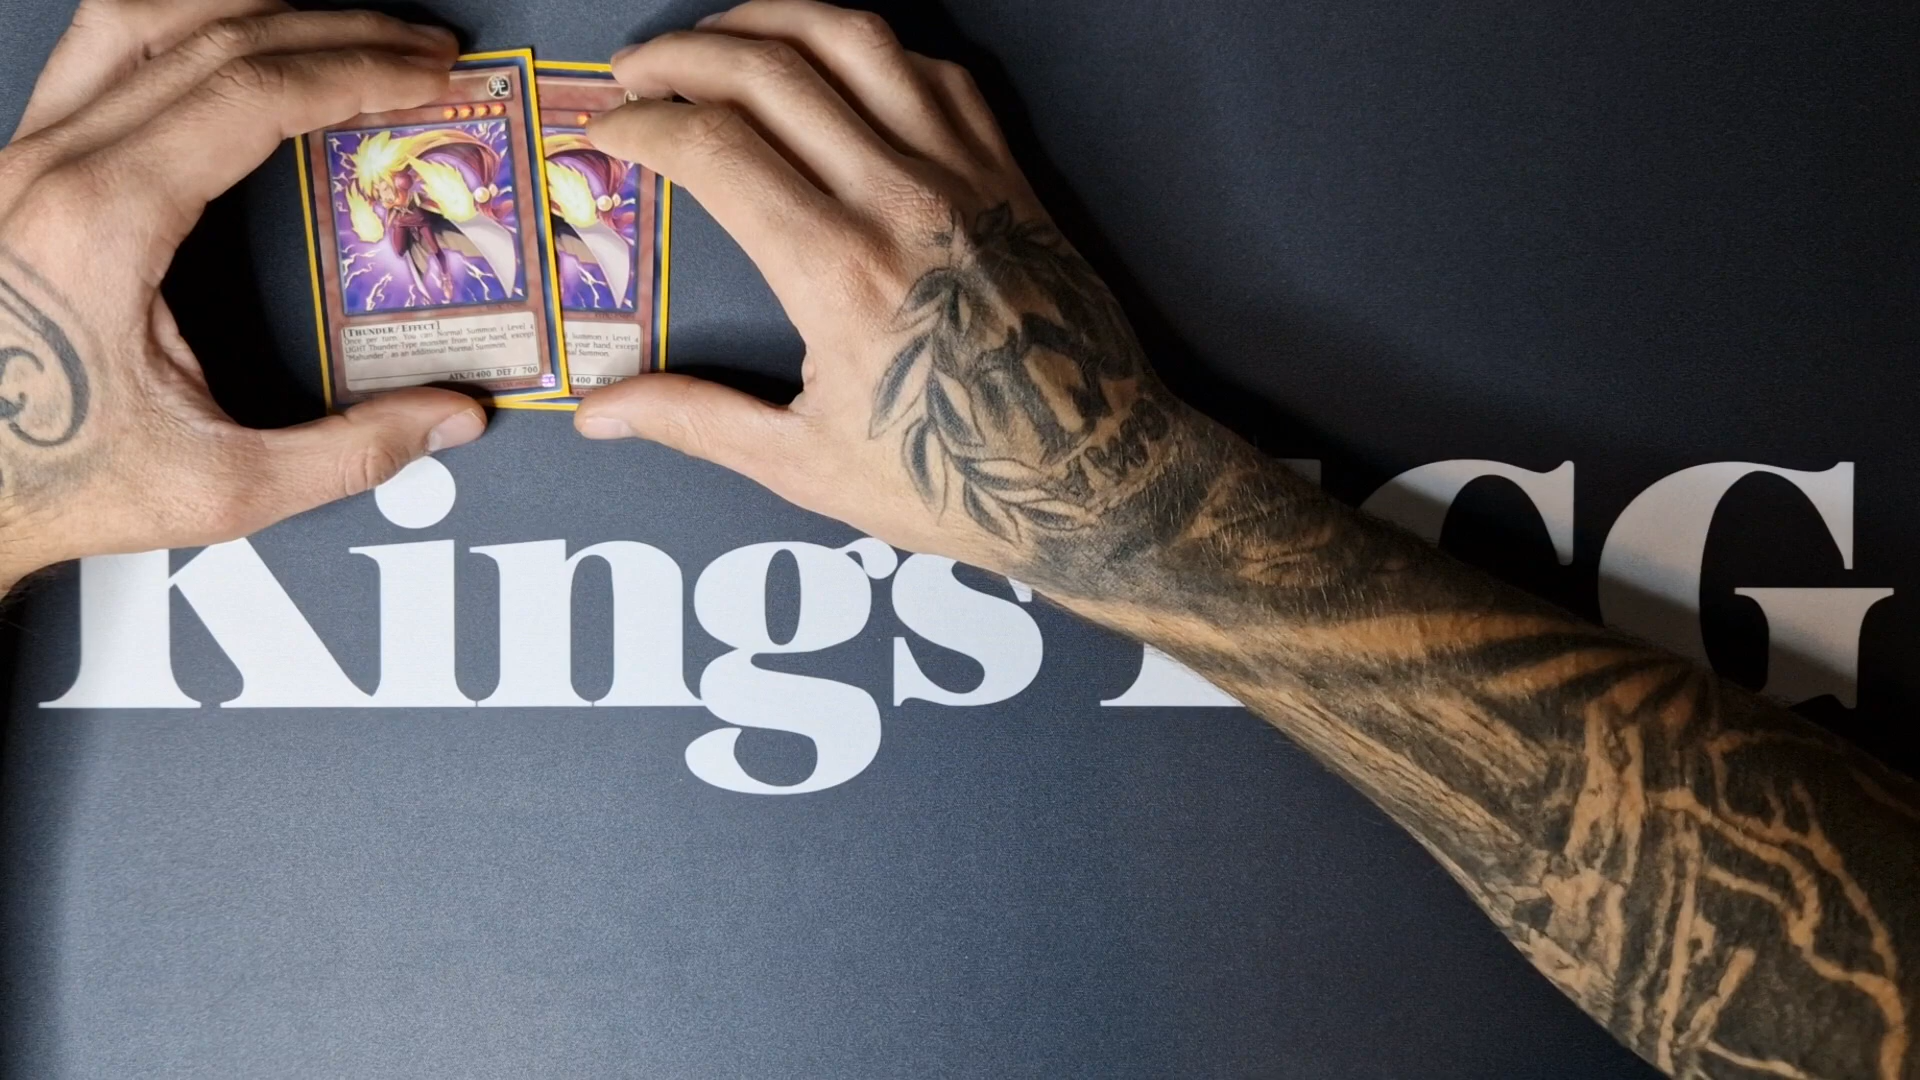 光
[THUNDER/EFFECT]
Once per turn: You can Normal Summon 1 Level 4
LIGHT Thunder-Type monster from your hand, except
"Mahunder", as an additional Normal Summon.
ATK/1400 DEF/ 700
Summon 1 Level 4
your hand, except
Summon.
1400 DEF/
Kings CG